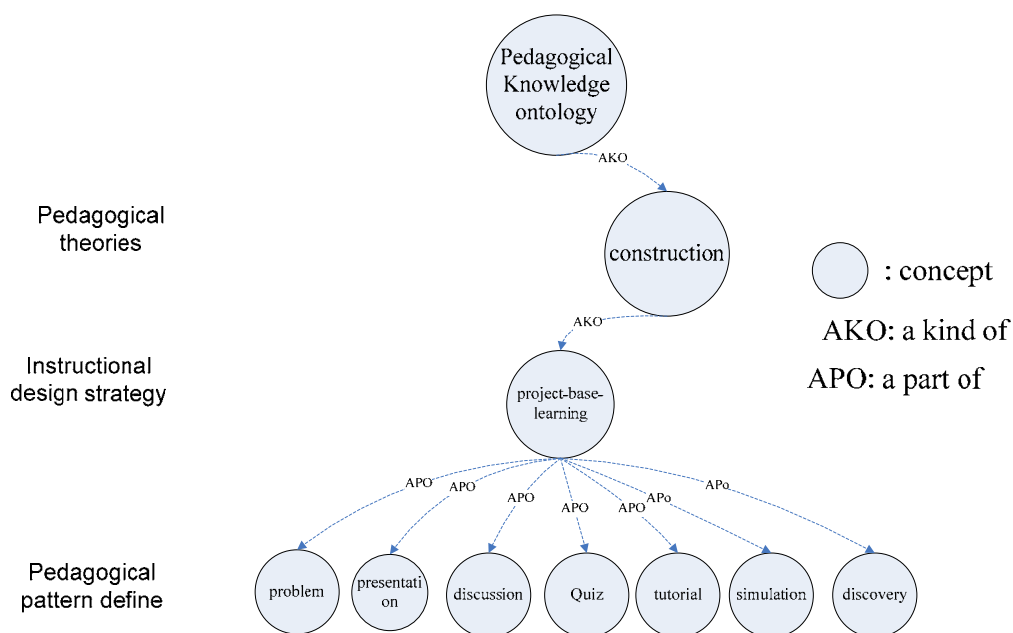 Pedagogical
Knowledge
ontology
AKO
Pedagogical
theories
construction
: concept
AKO: a kind of
APO: a part of
AKO
Instructional
design strategy
project-base-
learning
APO
APO
APO
APO
APO
APo
APo
Pedagogical
pattern define
problem
presentati
on
discussion
Quiz
tutorial
simulation
discovery